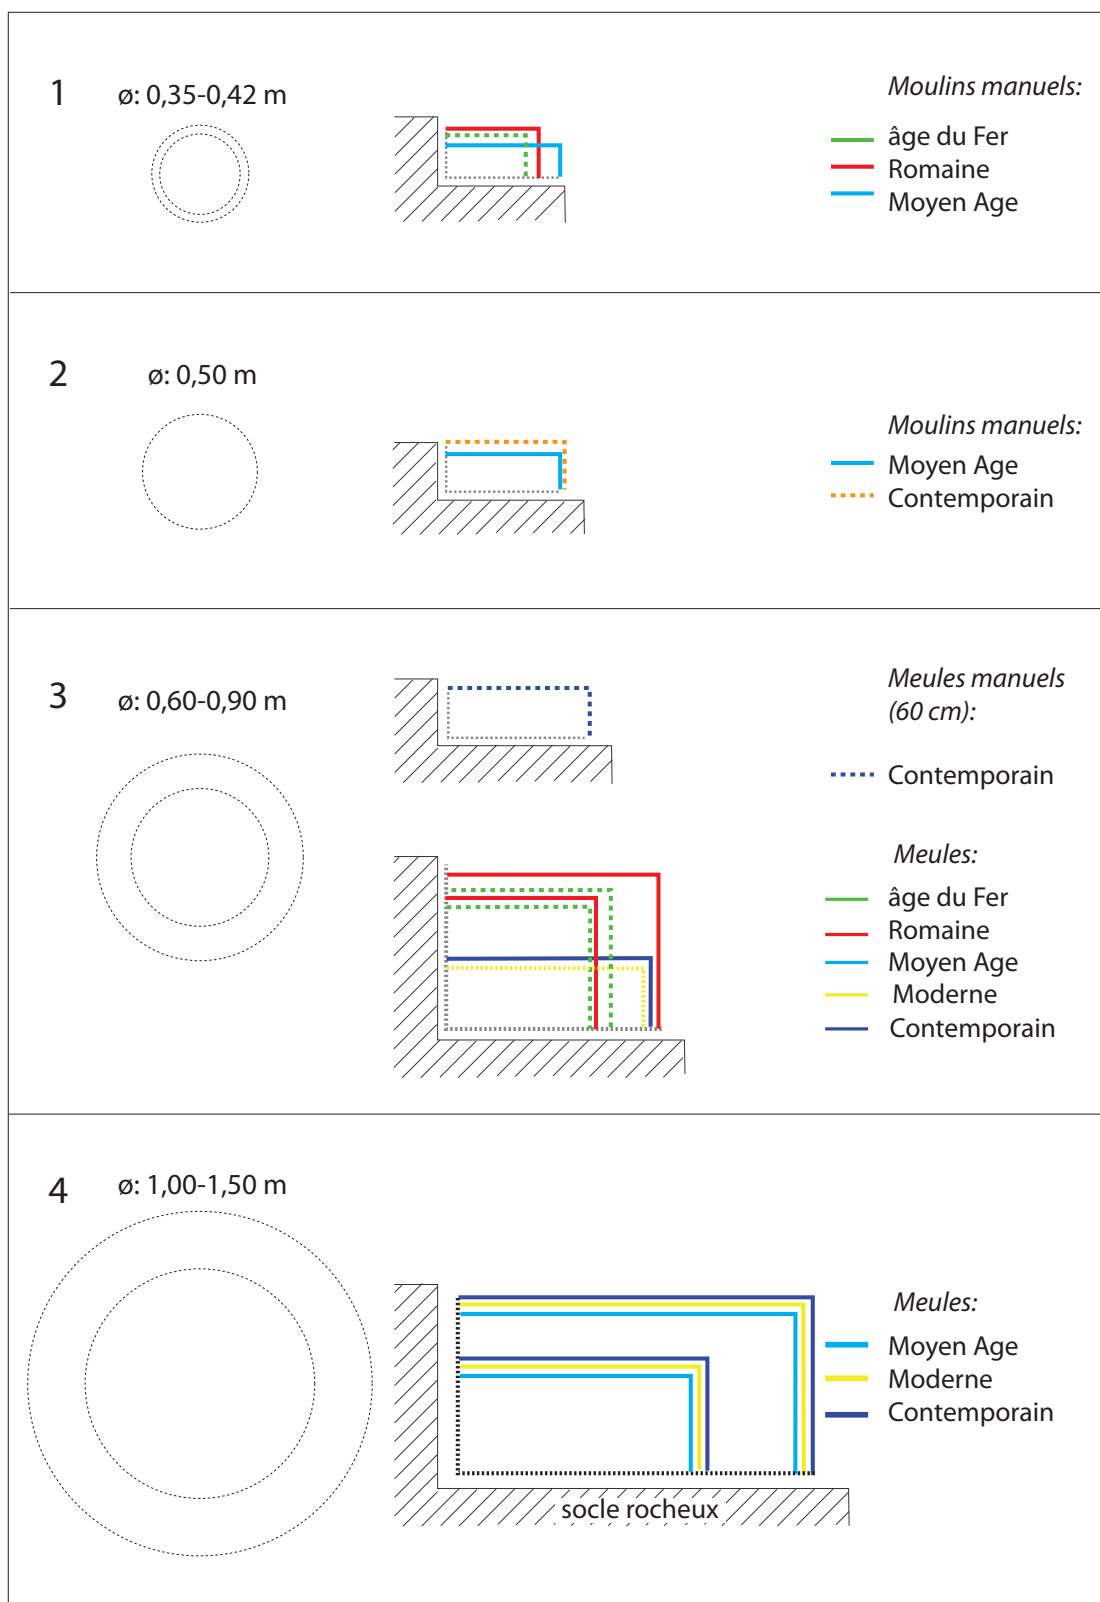 1
ø: 0,35-0,42 m
Moulins manuels:
âge du Fer
Romaine
Moyen Age
2
ø: 0,50 m
Moulins manuels:
Moyen Age
Contemporain
3
ø: 0,60-0,90 m
Meules manuels
(60 cm):
Contemporain
Meules:
âge du Fer
Romaine
Moyen Age
Moderne
Contemporain
4
ø: 1,00-1,50 m
Meules:
Moyen Age
Moderne
Contemporain
socle rocheux